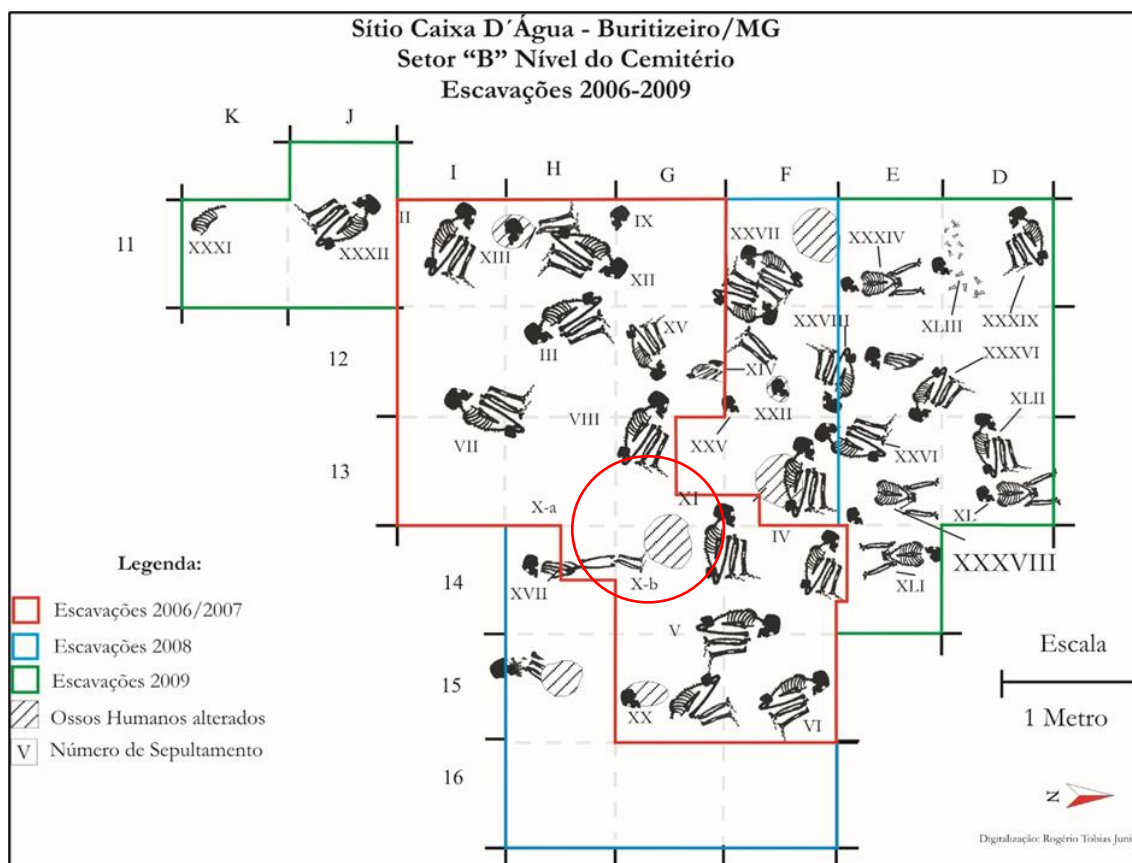 Sítio Caixa D´Água - Buritizeiro/MG
Setor “B” Nível do Cemitério
Escavações 2006-2009
K
J
I
H
G
F
E
D
11
12
13
14
15
16
XXXI
XXXII
II
XIII
IX
XII
XXVII
XXXIV
XLIII
XXXIX
III
XV
XIV
XXVIII
XXXVI
XXII
VII
VIII
XXV
XXVI
XLII
XI
XL
X-a
IV
XXXVIII
XVII
X-b
XLI
V
XX
VI
Legenda:
Escavações 2006/2007
Escavações 2008
Escavações 2009
Ossos Humanos alterados
V Número de Sepultamento
Escala
1 Metro
N
Digitalização: Rogério Tobias Juni